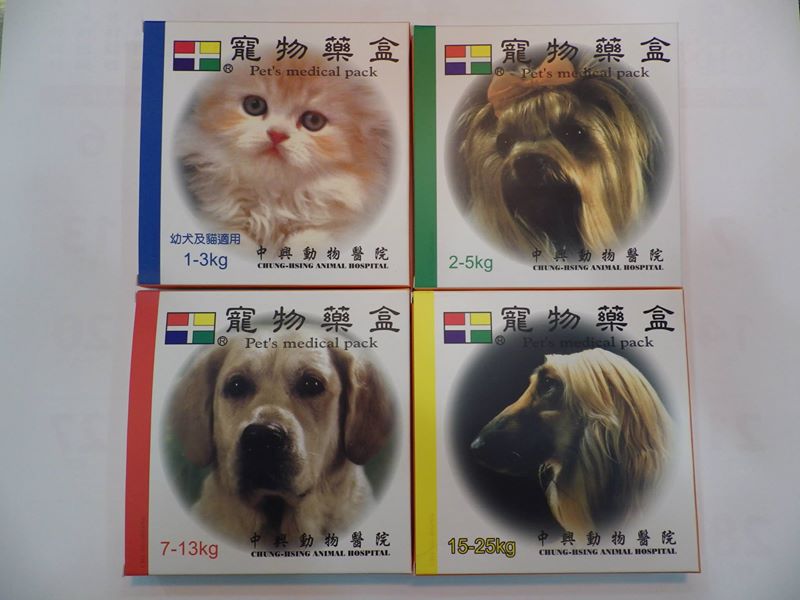 寵物藥盒
®
Pet's medical pack
幼犬及貓適用
1-3kg
中興動物醫院
CHUNG-HSING ANIMAL HOSPITAL
寵物藥盒
®
Pet's medical pack
2-5kg
中興動物醫院
CHUNG-HSING ANIMAL HOSPITAL
寵物藥盒
®
Pet's medical pack
7-13kg
中興動物醫院
CHUNG-HSING ANIMAL HOSPITAL
寵物藥盒
®
Pet's medical pack
15-25kg
中興動物醫院
CHUNG-HSING ANIMAL HOSPITAL